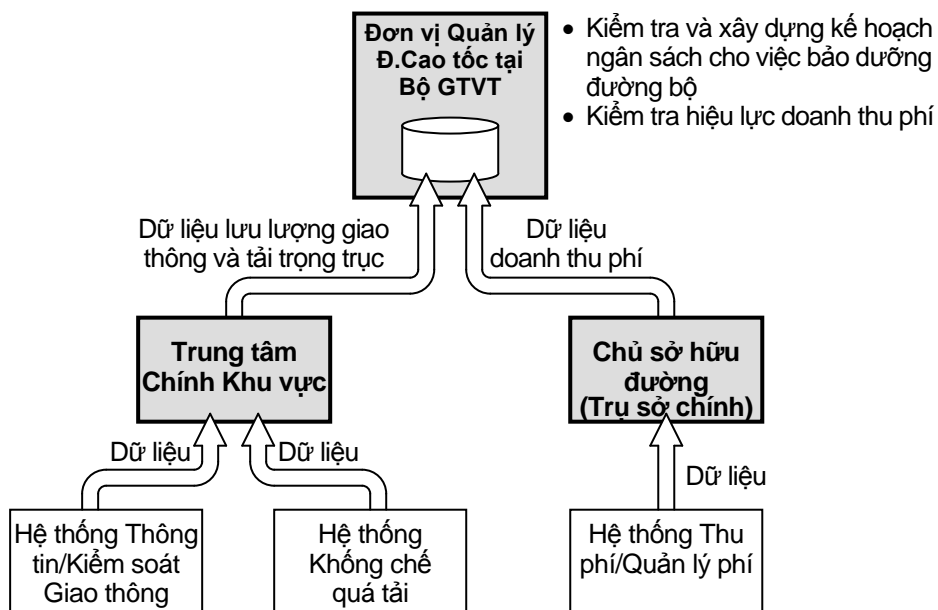 Đơn vị Quản lý
Đ.Cao tốc tại
Bộ GTVT
• Kiểm tra và xây dựng kế hoạch
ngân sách cho việc bảo dưỡng
đường bộ
• Kiểm tra hiệu lực doanh thu phí
Dữ liệu lưu lượng giao
thông và tải trọng trục
Dữ liệu
doanh thu phí
Trung tâm
Chính Khu vực
Chủ sở hữu
đường
(Trụ sở chính)
Dữ liệu
Dữ liệu
Dữ liệu
Hệ thống Thông
tin/Kiểm soát
Giao thông
Hệ thống
Khống chế
quá tải
Hệ thống Thu
phí/Quản lý phí